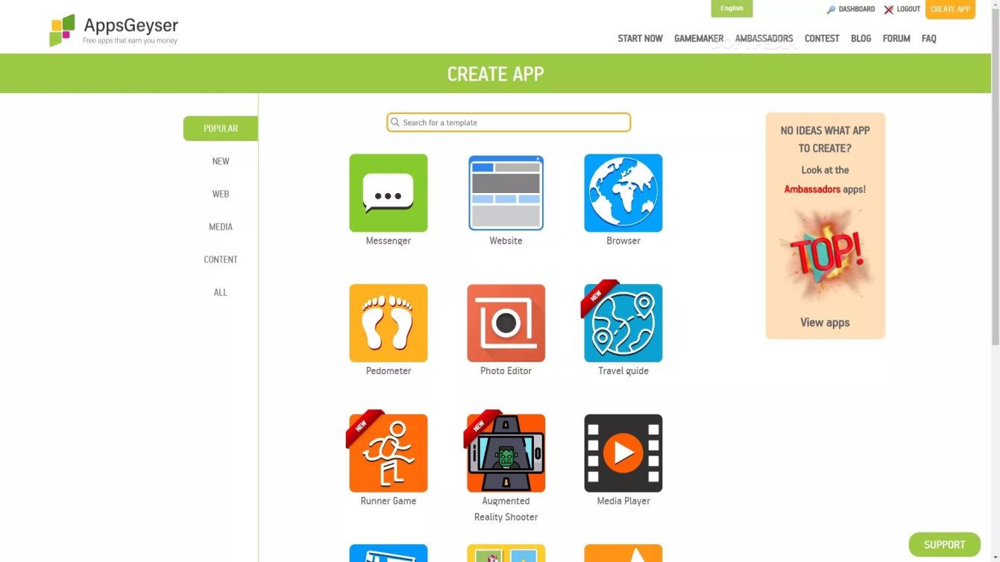 English
DASHBOARD
LOGOUT
CREATE APP
AppsGeyser
Free apps that earn you money
START NOW
GAMEMAKER
AMBASSADORS
CONTEST
BLOG
FORUM
FAQ
SOFTPEDIA
CREATE APP
POPULAR
NEW
WEB
MEDIA
CONTENT
ALL
Search for a template
Messenger
Website
Browser
Pedometer
Photo Editor
NEW
Travel guide
NEW
Runner Game
NEW
Augmented
Reality Shooter
Media Player
NO IDEAS WHAT APP
TO CREATE?
Look at the
Ambassadors apps!
TOP!
View apps
SUPPORT